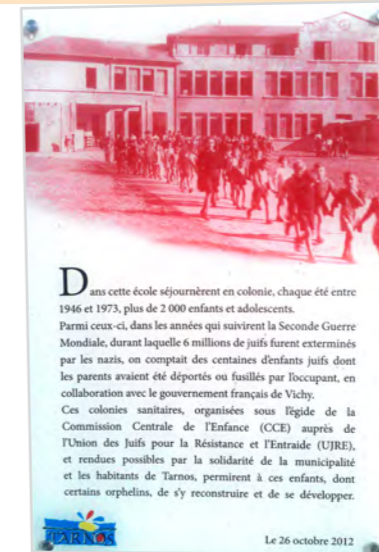 Dans cette école séjournèrent en colonie, chaque été entre
1946 et 1973, plus de 2 000 enfants et adolescents.
Parmi ceux-ci, dans les années qui suivirent la Seconde Guerre
Mondiale, durant laquelle 6 millions de juifs furent exterminés
par les nazis, on comptait des centaines d'enfants juifs dont
les parents avaient été déportés ou fusillés par l'occupant, en
collaboration avec le gouvernement français de Vichy.
Ces colonies sanitaires, organisées sous l'égide de la
Commission Centrale de l'Enfance (CCE) auprès de
l'Union des Juifs pour la Résistance et l'Entraide (UJRE),
et rendues possibles par la solidarité de la municipalité
et les habitants de Tarnos, permirent à ces enfants, dont
certains orphelins, de s'y reconstruire et de se développer.
TARNOS
Le 26 octobre 2012